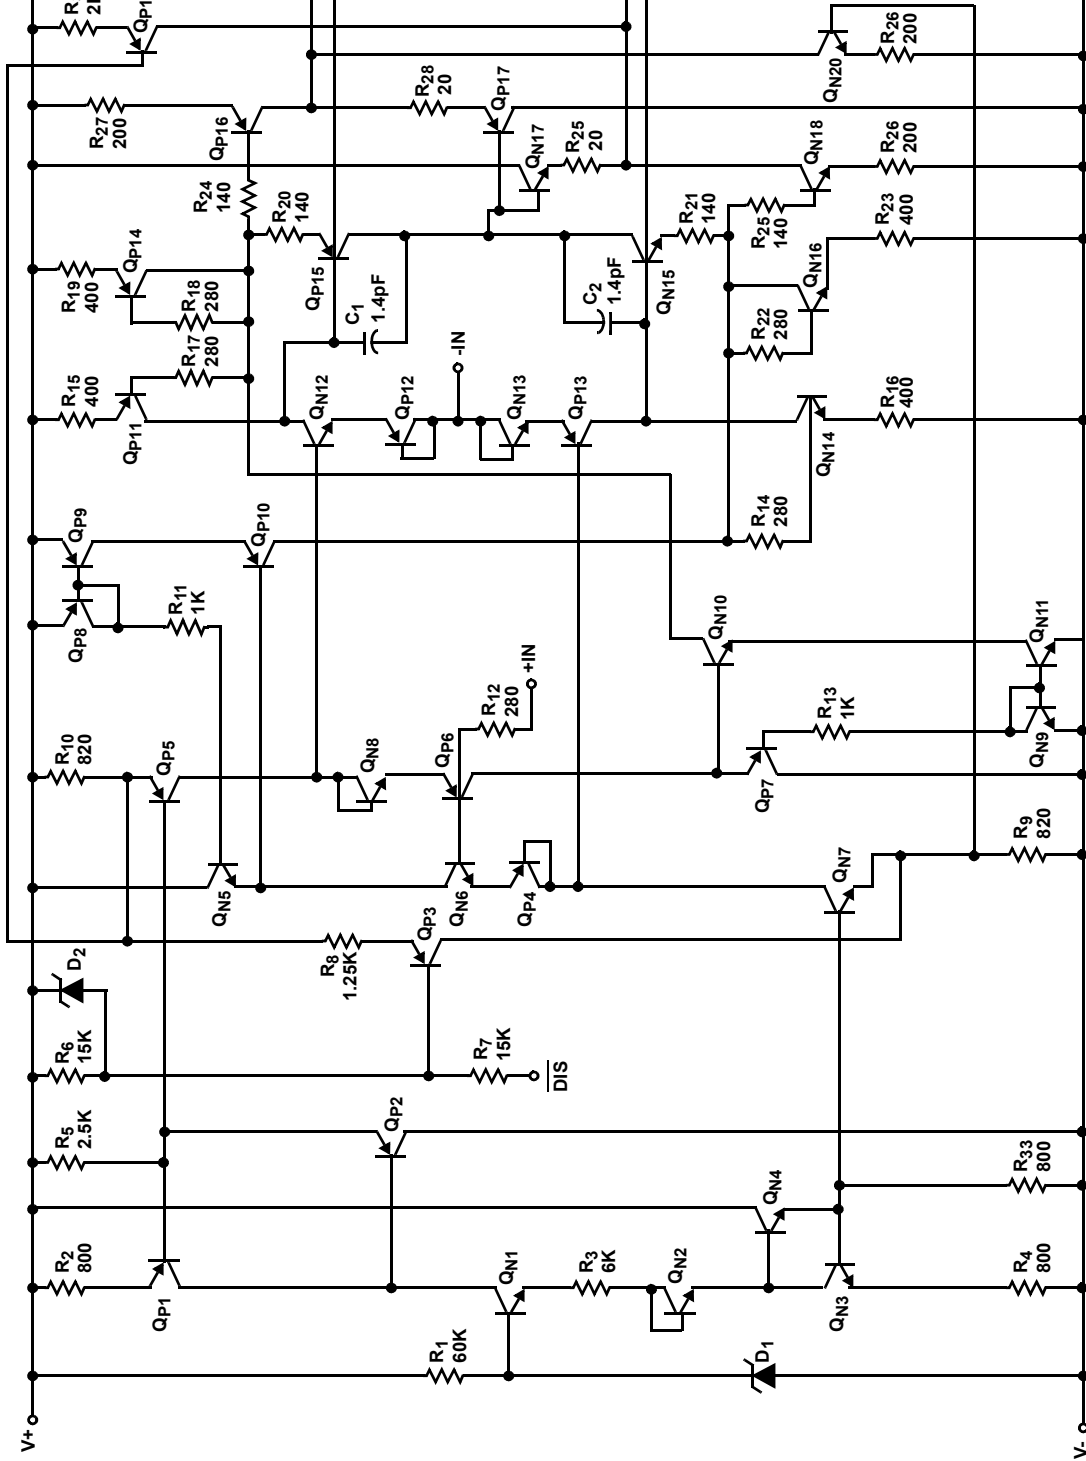 V+
V-
R1
60K
D1
R2
800
QP1
QN1
R3
6K
QN2
QN3
R4
800
QN4
R33
800
R5
2.5K
QP2
R6
15K
R7
15K
DIS
D2
R8
1.25K
QP3
QN5
QN6
QP4
QN7
R9
820
R10
820
QP5
QN8
QP6
R12
280
+IN
QP7
R13
1K
QN9
QN11
QN10
QP8
R11
1K
QP9
QP10
R14
280
R15
400
QP11
R17
280
QN12
QP12
-IN
QN13
QP13
QN14
R16
400
R19
400
QP14
R18
280
C1
1.4pF
C2
1.4pF
R22
280
QN16
R23
400
R24
140
R20
140
QP15
QN15
R21
140
R25
140
QN18
R26
200
R27
200
QP16
R28
20
QP17
QN17
R25
20
QN20
R26
200
R
QP1